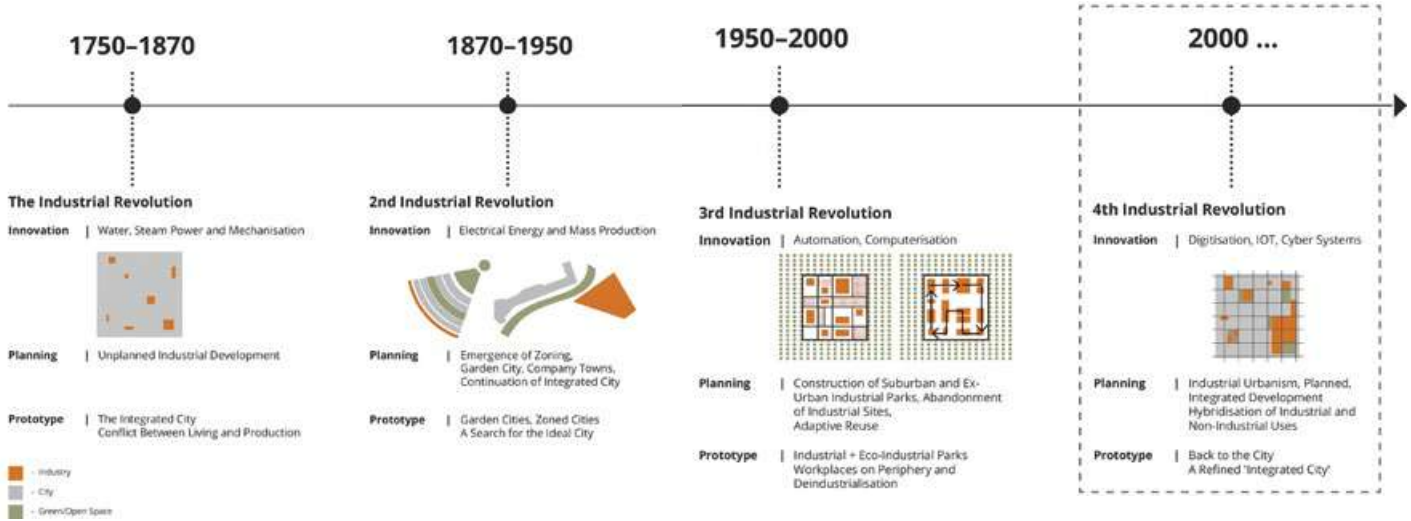 1750–1870
1870–1950
1950–2000
2000 ...
The Industrial Revolution
Innovation | Water, Steam Power and Mechanisation
Planning | Unplanned Industrial Development
Prototype | The Integrated City
Conflict Between Living and Production
2nd Industrial Revolution
Innovation | Electrical Energy and Mass Production
Planning | Emergence of Zoning,
Garden City, Company Towns,
Continuation of Integrated City
Prototype | Garden Cities, Zoned Cities
A Search for the Ideal City
3rd Industrial Revolution
Innovation | Automation, Computerisation
Planning | Construction of Suburban and Ex-
Urban Industrial Parks, Abandonment
of Industrial Sites,
Adaptive Reuse
Prototype | Industrial + Eco-Industrial Parks
Workplaces on Periphery and
Deindustrialisation
4th Industrial Revolution
Innovation | Digitisation, IOT, Cyber Systems
Planning | Industrial Urbanism, Planned,
Integrated Development
Hybridisation of Industrial and
Non-Industrial Uses
Prototype | Back to the City
A Refined 'Integrated City'
- Industry
- City
- Green/Open Space